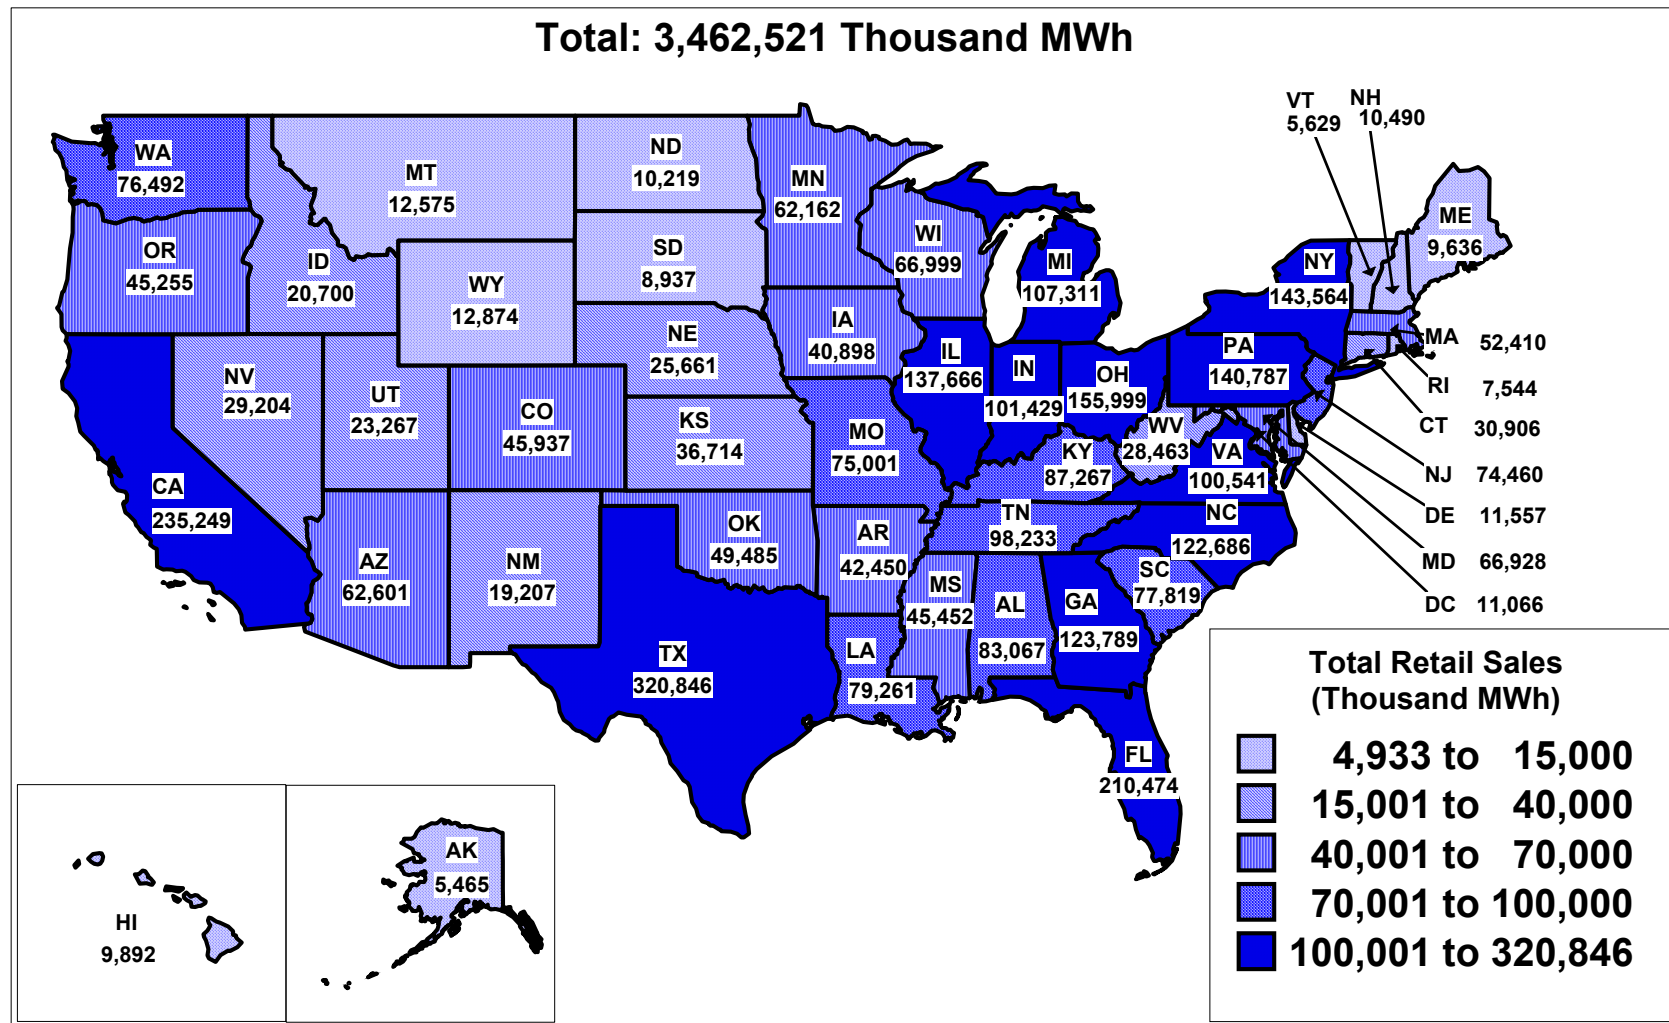 Total: 3,462,521 Thousand MWh
VT
5,629
NH
10,490
WA
76,492
MT
12,575
ND
10,219
MN
62,162
ME
9,636
OR
45,255
ID
20,700
SD
8,937
WI
66,999
MI
107,311
NY
143,564
WY
12,874
IA
40,898
NE
25,661
IL
137,666
IN
101,429
OH
155,999
PA
140,787
MA 52,410
RI 7,544
CT 30,906
NJ 74,460
DE 11,557
MD 66,928
DC 11,066
NV
29,204
UT
23,267
CO
45,937
KS
36,714
MO
75,001
KY
87,267
WV
28,463
VA
100,541
CA
235,249
AZ
62,601
NM
19,207
OK
49,485
AR
42,450
TN
98,233
NC
122,686
SC
77,819
MS
45,452
AL
83,067
GA
123,789
TX
320,846
LA
79,261
FL
210,474
HI
9,892
AK
5,465
Total Retail Sales
(Thousand MWh)
4,933 to 15,000
15,001 to 40,000
40,001 to 70,000
70,001 to 100,000
100,001 to 320,846